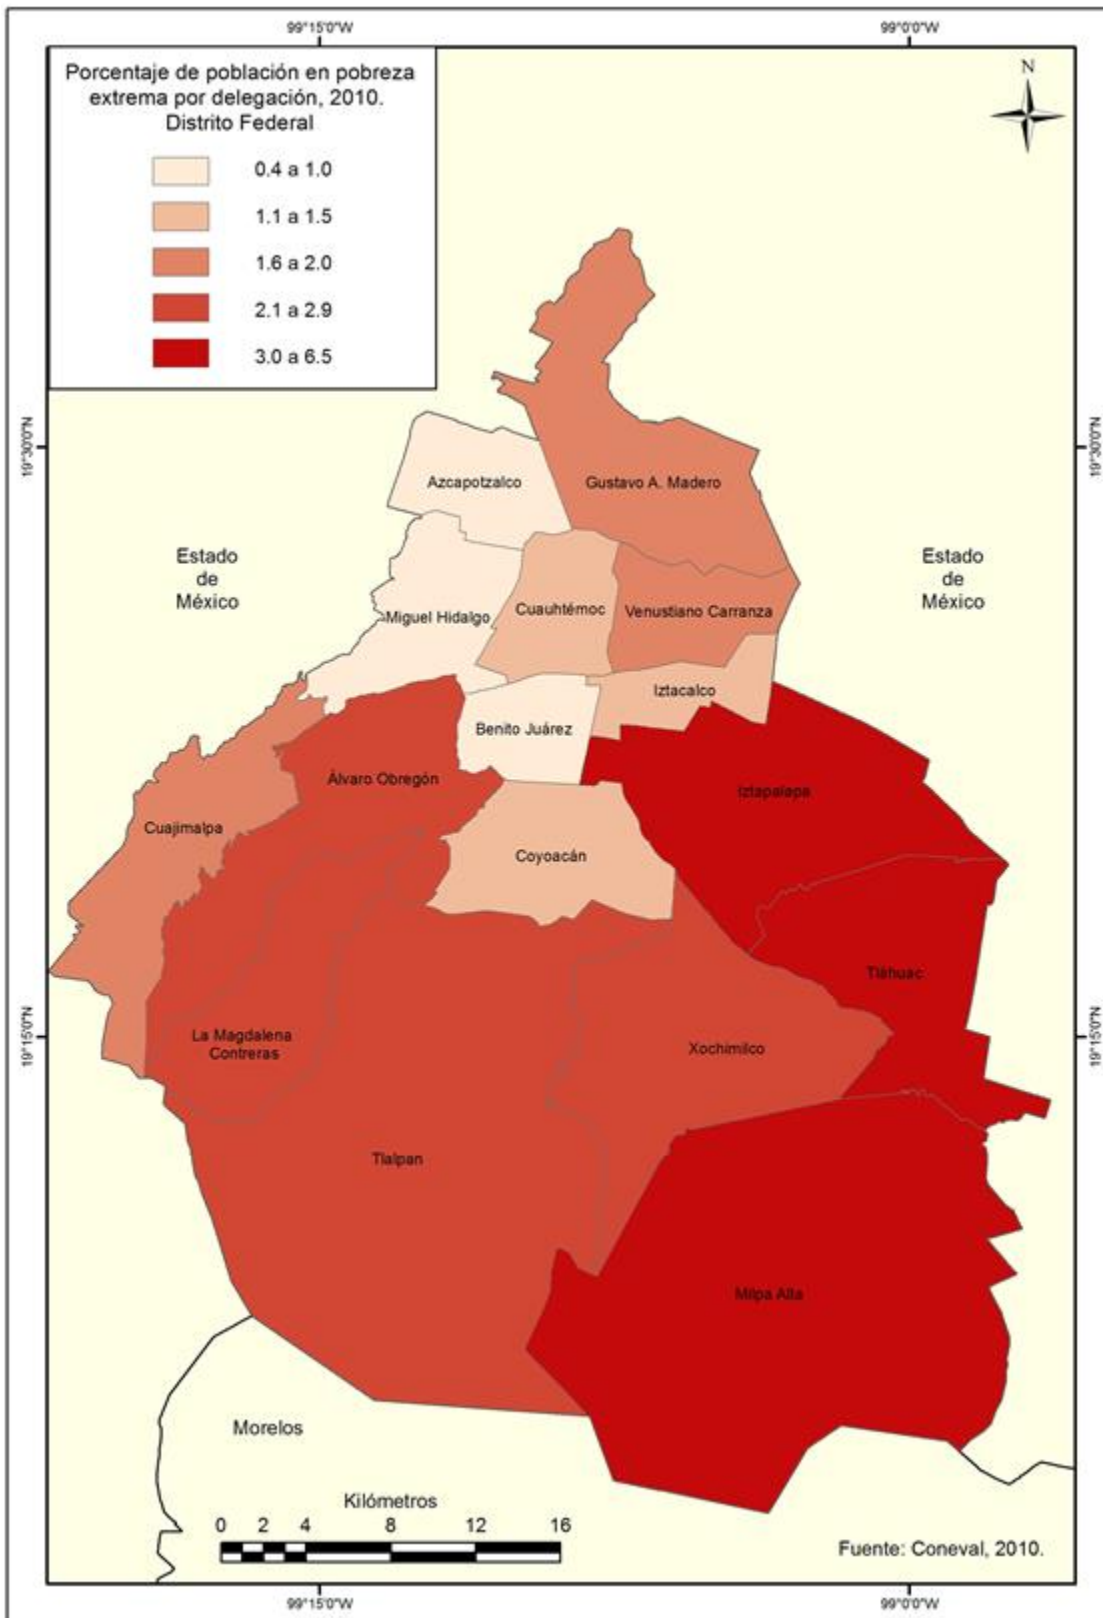 99°15'0"W
99°0'0"W
Porcentaje de población en pobreza
extrema por delegación, 2010.
Distrito Federal
0.4 a 1.0
1.1 a 1.5
1.6 a 2.0
2.1 a 2.9
3.0 a 6.5
N
19°30'0"N
19°30'0"N
Azcapotzalco
Gustavo A. Madero
Estado
de
México
Estado
de
México
Miguel Hidalgo
Cuauhtémoc
Venustiano Carranza
Iztacalco
Benito Juárez
Álvaro Obregón
Iztapalapa
Cuajimalpa
Coyoacán
Tláhuac
19°15'0"N
19°15'0"N
La Magdalena
Contreras
Xochimilco
Tlalpan
Milpa Alta
Morelos
Kilómetros
0 2 4 8 12 16
Fuente: Coneval, 2010.
99°15'0"W
99°0'0"W